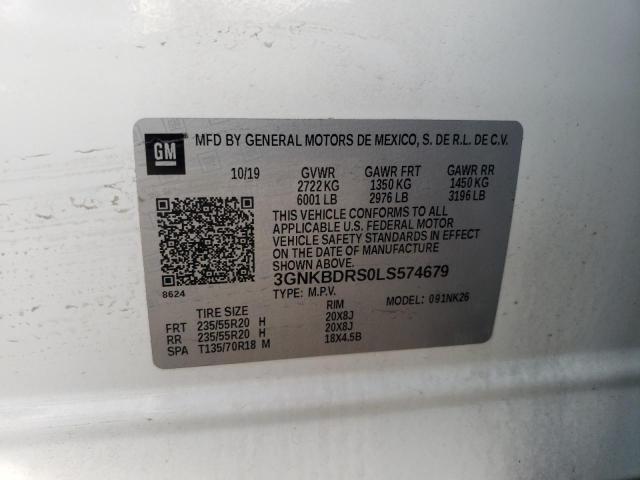 GM
MFD BY GENERAL MOTORS DE MEXICO, S. DE R.L. DE C.V.
10/19 GVWR GAWR FRT GAWR RR
2722 KG 1350 KG 1450 KG
6001 LB 2976 LB 3196 LB
THIS VEHICLE CONFORMS TO ALL
APPLICABLE U.S. FEDERAL MOTOR
VEHICLE SAFETY STANDARDS IN EFFECT
ON THE DATE OF MANUFACTURE
SHOWN ABOVE.
3GNKBDRS0LS574679
8624
TYPE: M.P.V. MODEL: 091NK26
TIRE SIZE RIM
FRT 235/55R20 H 20X8J
RR 235/55R20 H 20X8J
SPA T135/70R18 M 18X4.5B